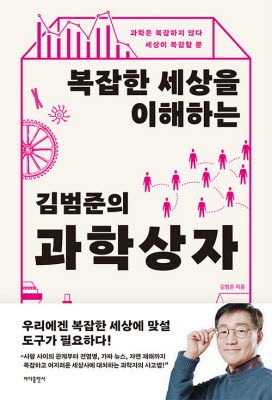 과학은 복잡하지 않다
세상이 복잡할 뿐
복잡한 세상을
이해하는
김범준의
과학상자
김범준 지음
우리에겐 복잡한 세상에 맞설
도구가 필요하다!
“사람 사이의 관계부터 전염병, 가짜 뉴스, 자연 재해까지
복잡하고 어지러운 세상사에 대처하는 과학자의 사고법!”
바다출판사